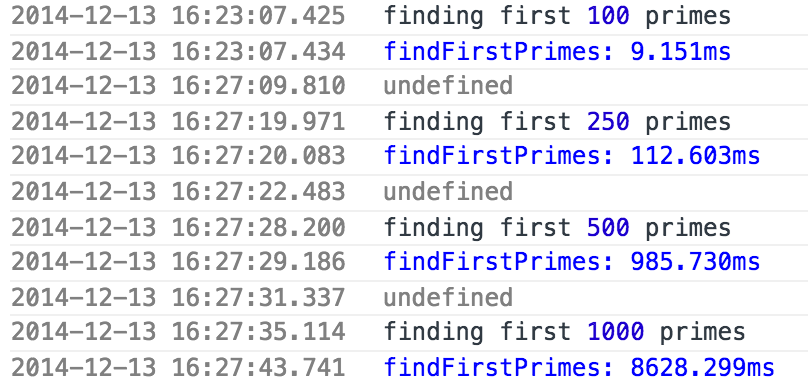 2014-12-13 16:23:07.425 finding first 100 primes
2014-12-13 16:23:07.434 findFirstPrimes: 9.151ms
2014-12-13 16:27:09.810 undefined
2014-12-13 16:27:19.971 finding first 250 primes
2014-12-13 16:27:20.083 findFirstPrimes: 112.603ms
2014-12-13 16:27:22.483 undefined
2014-12-13 16:27:28.200 finding first 500 primes
2014-12-13 16:27:29.186 findFirstPrimes: 985.730ms
2014-12-13 16:27:31.337 undefined
2014-12-13 16:27:35.114 finding first 1000 primes
2014-12-13 16:27:43.741 findFirstPrimes: 8628.299ms